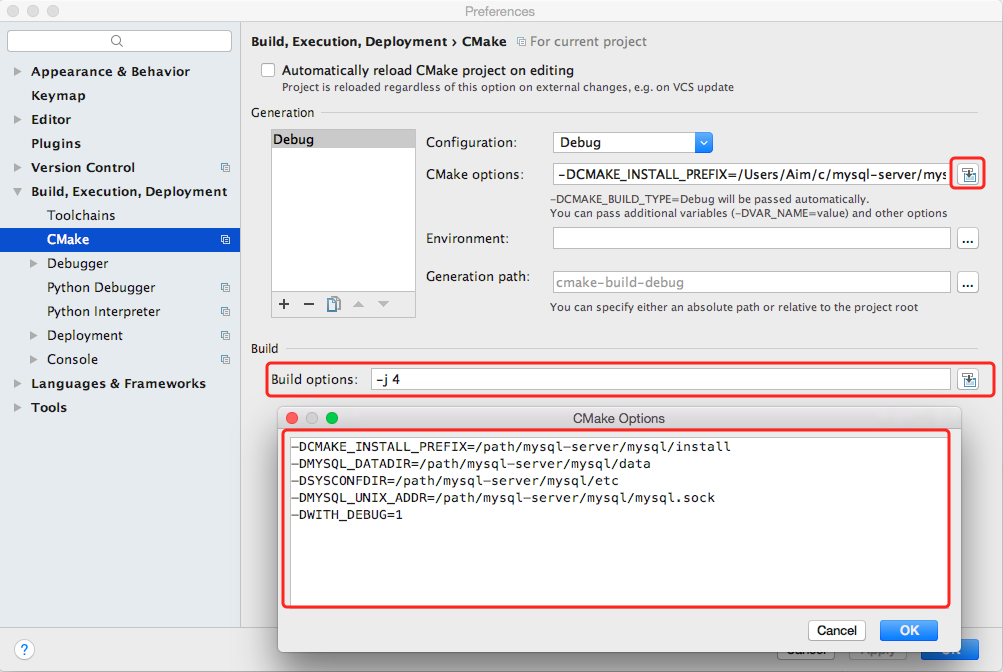 Preferences
Build, Execution, Deployment › CMake
For current project
Appearance & Behavior
Keymap
Editor
Plugins
Version Control
Build, Execution, Deployment
Toolchains
CMake
Debugger
Python Debugger
Python Interpreter
Deployment
Console
Languages & Frameworks
Tools
?
Automatically reload CMake project on editing
Project is reloaded regardless of this option on external changes, e.g. on VCS update
Generation
Debug
Configuration:
Debug
CMake options:
-DCMAKE_INSTALL_PREFIX=/Users/Aim/c/mysql-server/mys
-DCMAKE_BUILD_TYPE=Debug will be passed automatically.
You can pass additional variables (-DVAR_NAME=value) and other options
Environment:
...
Generation path:
cmake-build-debug
...
You can specify either an absolute path or relative to the project root
Build
Build options:
-j 4
CMake Options
-DCMAKE_INSTALL_PREFIX=/path/mysql-server/mysql/install
-DMYSQL_DATADIR=/path/mysql-server/mysql/data
-DSYSCONFDIR=/path/mysql-server/mysql/etc
-DMYSQL_UNIX_ADDR=/path/mysql-server/mysql/mysql.sock
-DWITH_DEBUG=1
Cancel
OK
Cancel
Apply
OK